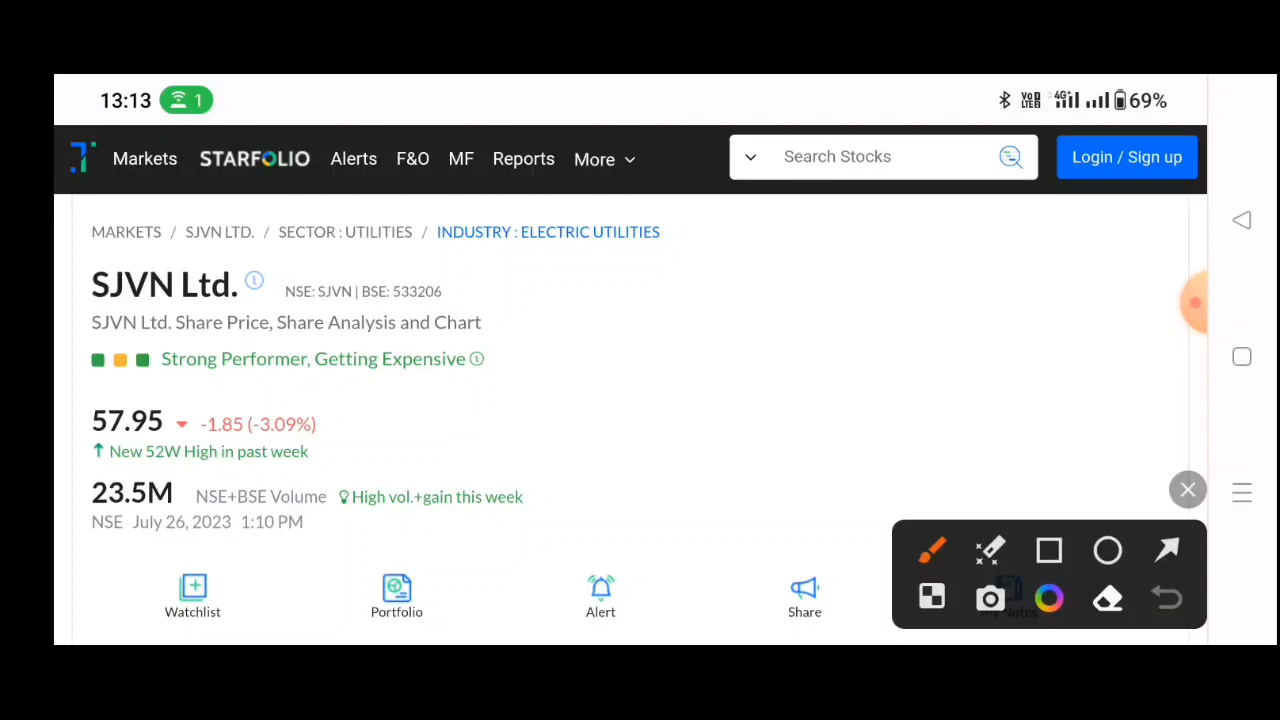 13:13 1 VoD LTEB 4G+ 69%
Markets STARFOLIO Alerts F&O MF Reports More Search Stocks Login / Sign up
MARKETS / SJVN LTD. / SECTOR : UTILITIES / INDUSTRY : ELECTRIC UTILITIES
SJVN Ltd. NSE: SJVN | BSE: 533206
SJVN Ltd. Share Price, Share Analysis and Chart
Strong Performer, Getting Expensive
57.95 -1.85 (-3.09%)
New 52W High in past week
23.5M NSE+BSE Volume High vol.+gain this week
NSE July 26, 2023 1:10 PM
Watchlist Portfolio Alert Share